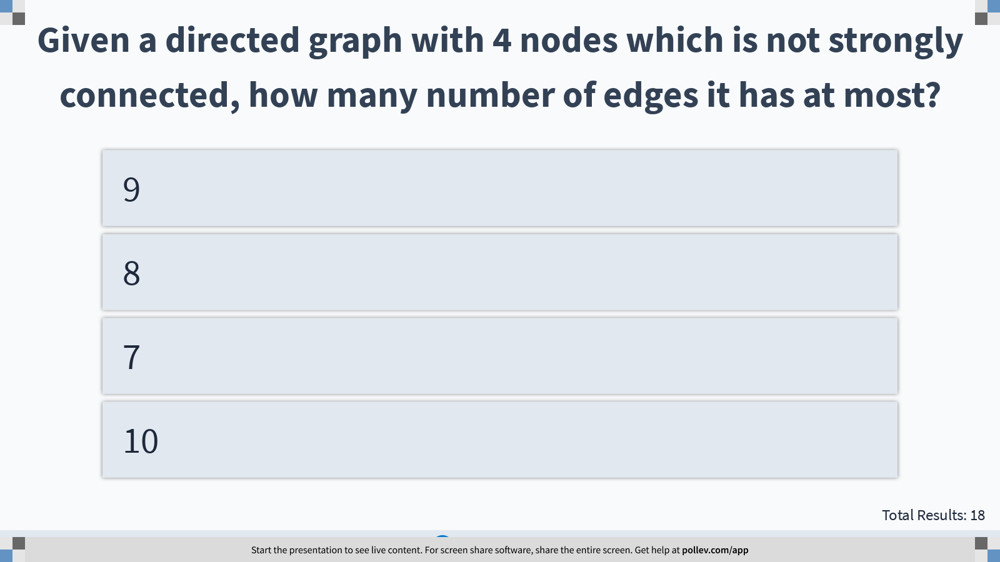 Given a directed graph with 4 nodes which is not strongly
connected, how many number of edges it has at most?
9
8
7
10
Total Results: 18
Start the presentation to see live content. For screen share software, share the entire screen. Get help at pollev.com/app